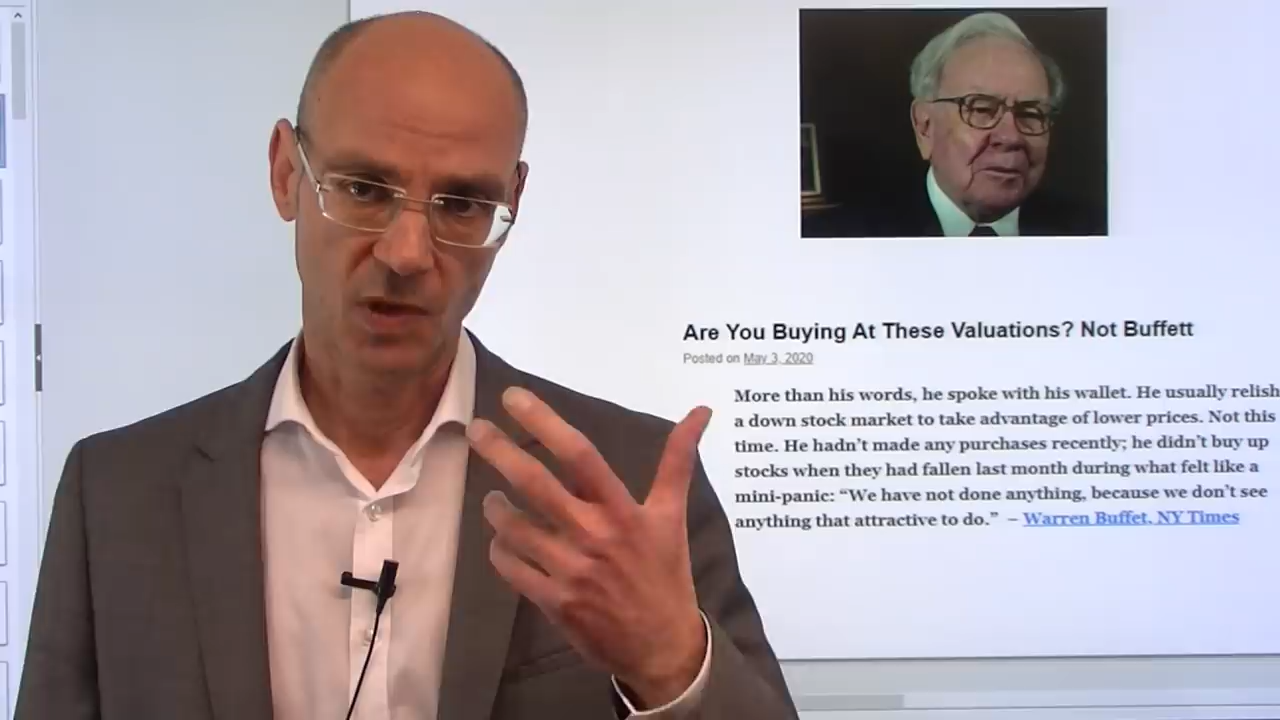 Are You Buying At These Valuations? Not Buffett
Posted on May 3, 2020
More than his words, he spoke with his wallet. He usually relish
a down stock market to take advantage of lower prices. Not this
time. He hadn’t made any purchases recently; he didn’t buy up
stocks when they had fallen last month during what felt like a
mini-panic: “We have not done anything, because we don’t see
anything that attractive to do.” – Warren Buffet, NY Times